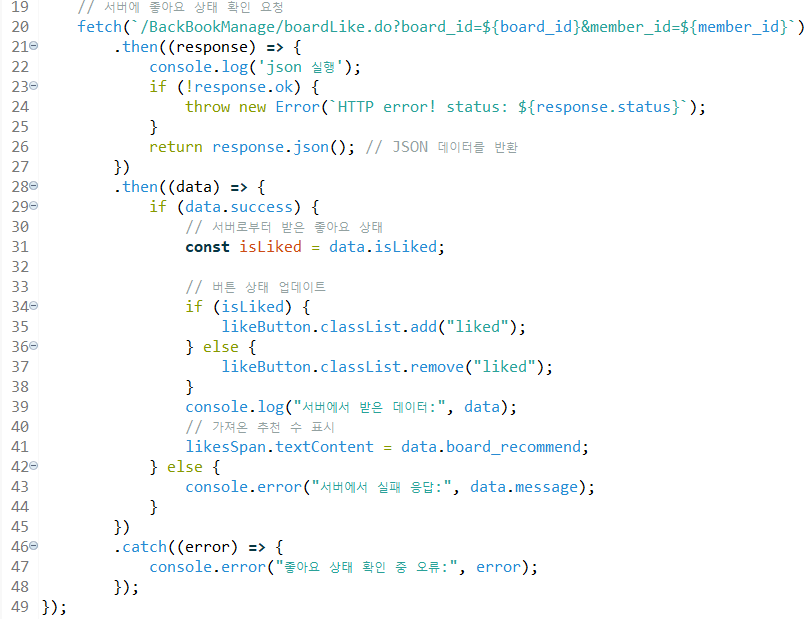 19 // 서버에 좋아요 상태 확인 요청
20 fetch(`/BackBookManage/boardLike.do?board_id=${board_id}&member_id=${member_id}`)
21 .then((response) => {
22 console.log('json 실행');
23 if (!response.ok) {
24 throw new Error(`HTTP error! status: ${response.status}`);
25 }
26 return response.json(); // JSON 데이터를 반환
27 })
28 .then((data) => {
29 if (data.success) {
30 // 서버로부터 받은 좋아요 상태
31 const isLiked = data.isLiked;
32
33 // 버튼 상태 업데이트
34 if (isLiked) {
35 likeButton.classList.add("liked");
36 } else {
37 likeButton.classList.remove("liked");
38 }
39 console.log("서버에서 받은 데이터:", data);
40 // 가져온 추천 수 표시
41 likesSpan.textContent = data.board_recommend;
42 } else {
43 console.error("서버에서 실패 응답:", data.message);
44 }
45 })
46 .catch((error) => {
47 console.error("좋아요 상태 확인 중 오류:", error);
48 });
49 });